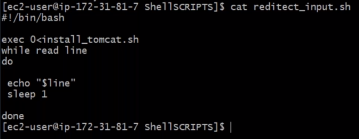 [ec2-user@ip-172-31-81-7 ShellSCRIPTS]$ cat reditect_input.sh
#!/bin/bash
exec 0<install_tomcat.sh
while read line
do
echo "$line"
sleep 1
done
[ec2-user@ip-172-31-81-7 ShellSCRIPTS]$